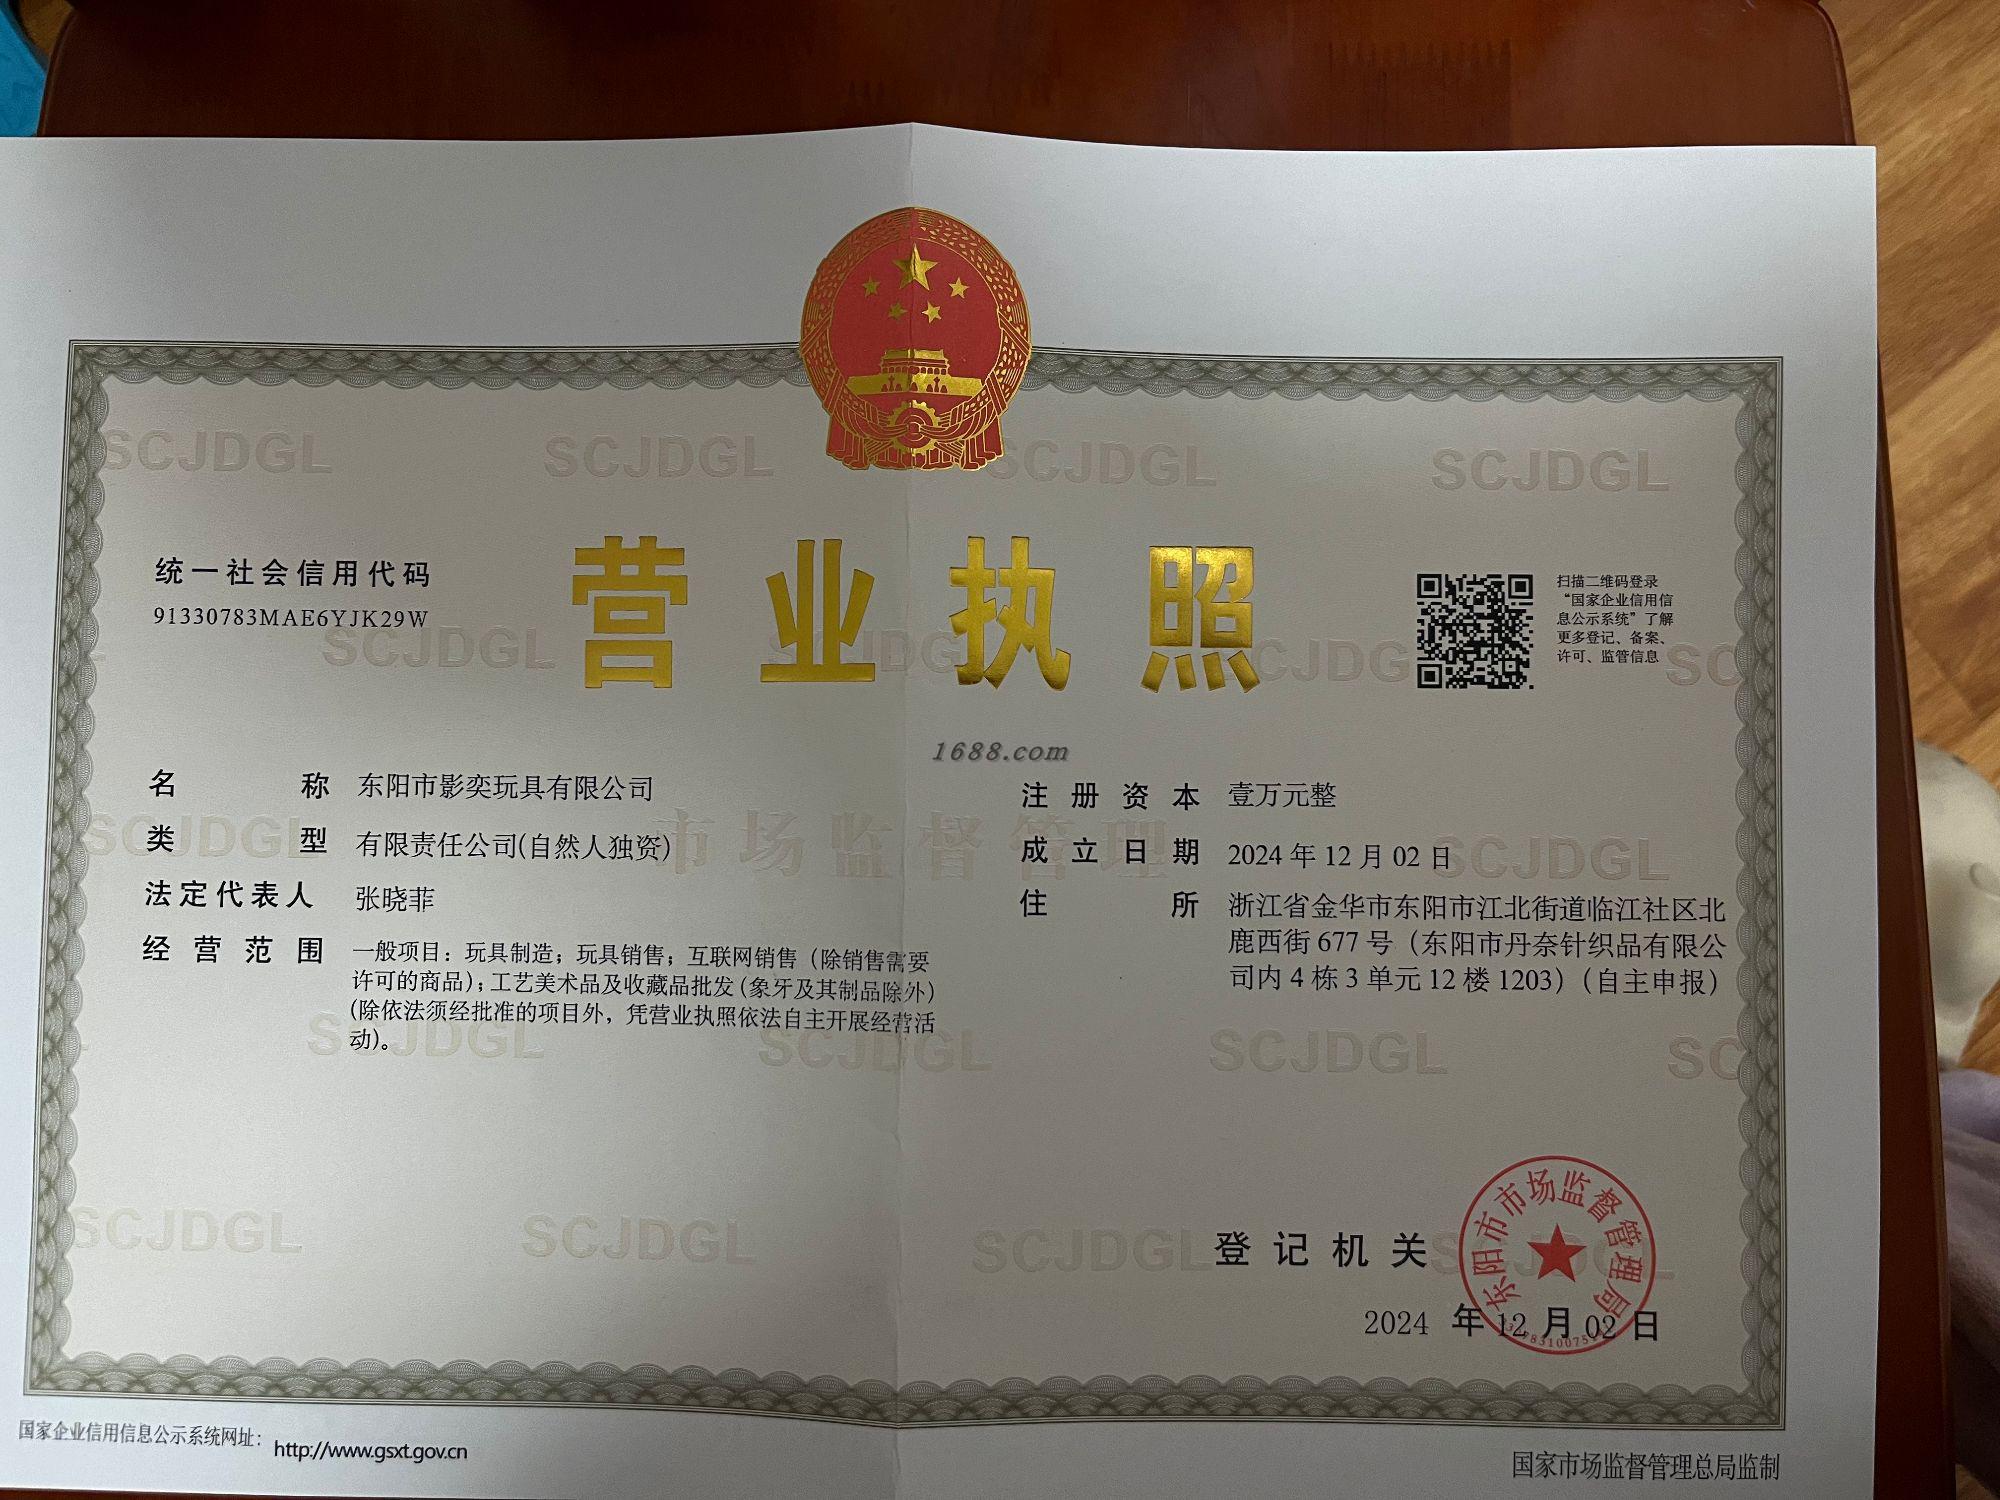 SCJDGL SCJDGL SCJDGL SCJDGL
统一社会信用代码
91330783MAE6YJK29W
营业执照
扫描二维码登录
“国家企业信用信
息公示系统”了解
更多登记、备案、
许可、监管信息
SCJDGL
1688.com
名称 东阳市影奕玩具有限公司
类型 有限责任公司(自然人独资)
法定代表人 张晓菲
经营范围 一般项目：玩具制造；玩具销售；互联网销售（除销售需要
许可的商品）；工艺美术品及收藏品批发（象牙及其制品除外）
(除依法须经批准的项目外，凭营业执照依法自主开展经营活
动)。
注册资本 壹万元整
成立日期 2024年12月02日
住所 浙江省金华市东阳市江北街道临江社区北
鹿西街677号（东阳市丹奈针织品有限公
司内4栋3单元12楼1203）（自主申报）
SCJDGL 市场监督管理 SCJDGL
SCJDGL SCJDGL SCJDGL SC
SCJDGL SCJDGL SCJDGL
登记机关
东阳市市场监督管理局
2024年12月02日
国家企业信用信息公示系统网址：http://www.gsxt.gov.cn
国家市场监督管理总局监制